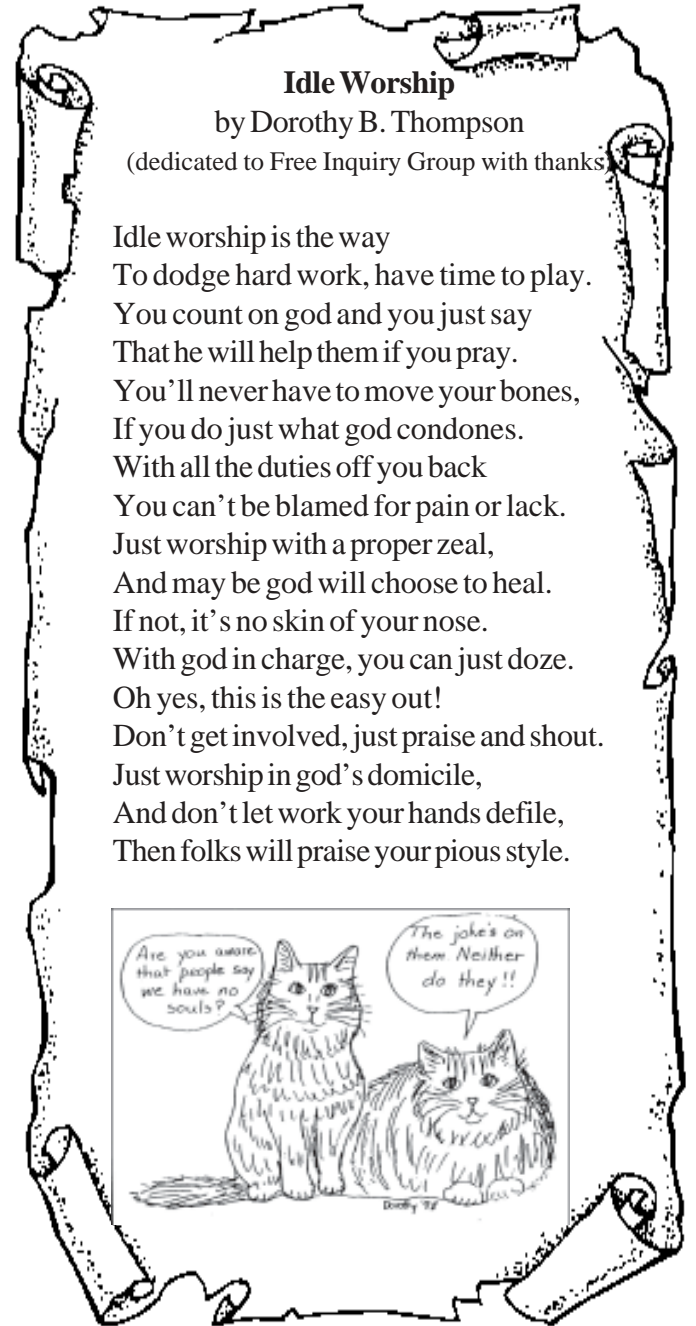 Idle Worship
by Dorothy B. Thompson
(dedicated to Free Inquiry Group with thanks)
Idle worship is the way
To dodge hard work, have time to play.
You count on god and you just say
That he will help them if you pray.
You’ll never have to move your bones,
If you do just what god condones.
With all the duties off you back
You can’t be blamed for pain or lack.
Just worship with a proper zeal,
And may be god will choose to heal.
If not, it’s no skin of your nose.
With god in charge, you can just doze.
Oh yes, this is the easy out!
Don’t get involved, just praise and shout.
Just worship in god’s domicile,
And don’t let work your hands defile,
Then folks will praise your pious style.
Are you aware
that people say
we have no
souls?
The joke's on
them. Neither
do they!!
Dorothy '98